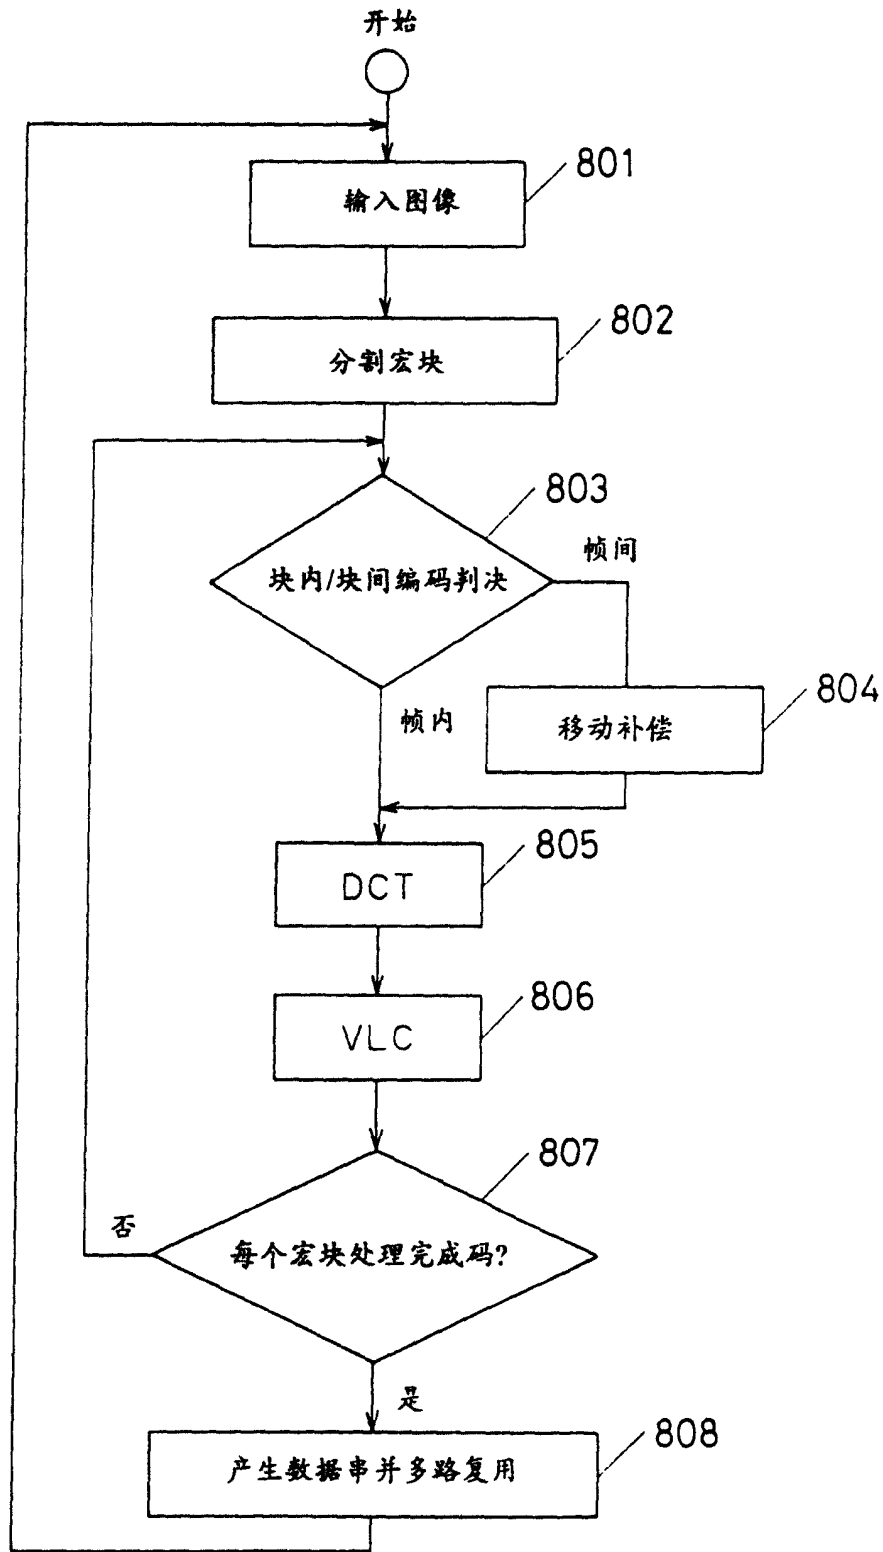 开始
801
输入图像
802
分割宏块
803
块内/块间编码判决
帧间
804
移动补偿
帧内
805
DCT
806
VLC
807
否
每个宏块处理完成码?
是
808
产生数据串并多路复用